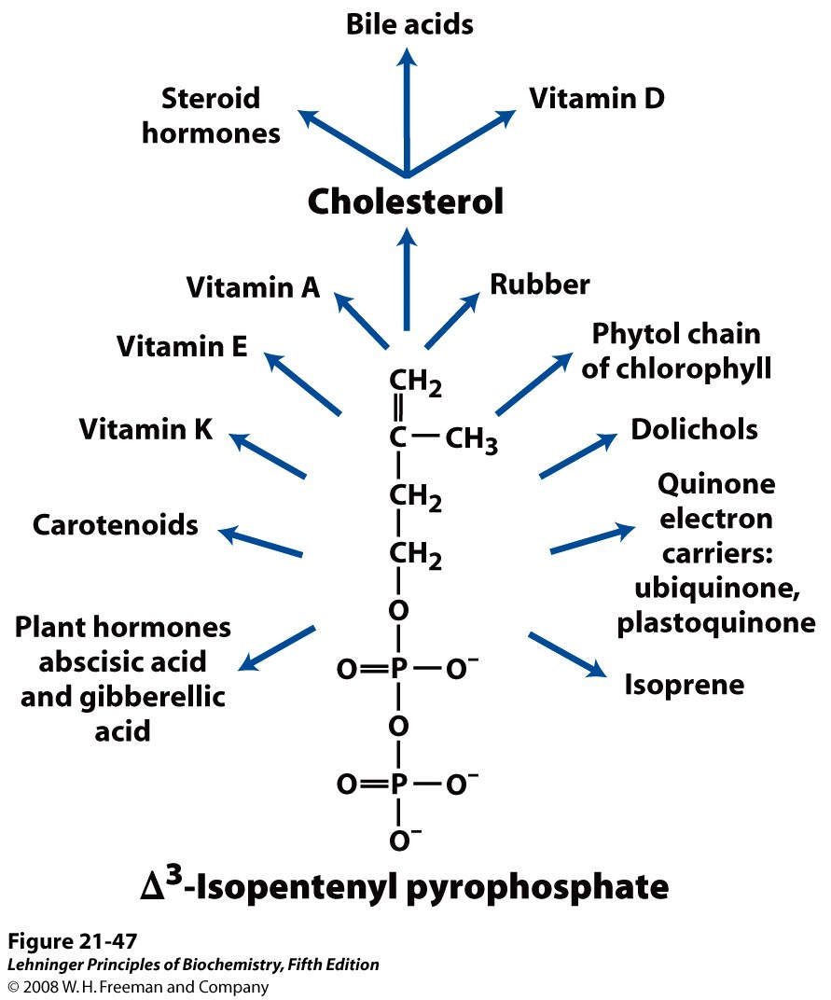 Bile acids
Steroid
hormones
Vitamin D
Cholesterol
Vitamin A
Rubber
Vitamin E
Phytol chain
of chlorophyll
Vitamin K
Dolichols
Carotenoids
Quinone
electron
carriers:
ubiquinone,
plastoquinone
Plant hormones
abscisic acid
and gibberellic
acid
Isoprene
CH₂
C—CH₃
CH₂
CH₂
O
O=P—O⁻
O
O=P—O⁻
O⁻
Δ³-Isopentenyl pyrophosphate
Figure 21-47
Lehninger Principles of Biochemistry, Fifth Edition
© 2008 W. H. Freeman and Company